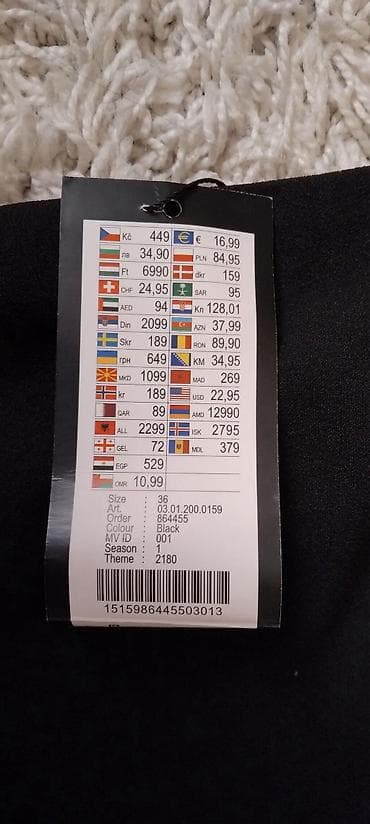 Kč 449 € 16,99
лв 34,90 PLN 84,95
Ft 6990 dkr 159
CHF 24,95 SAR 95
AED 94 Kn 128,01
Din 2099 AZN 37,99
Skr 189 RON 89,90
грн 649 KM 34,95
MKD 1099 MAD 269
kr 189 USD 22,95
QAR 89 AMD 12990
ALL 2299 ISK 2795
GEL 72 MDL 379
EGP 529
OMR 10,99
Size : 36
Art. : 03.01.200.0159
Order : 864455
Colour : Black
MV ID : 001
Season : 1
Theme : 2180
1515986445503013